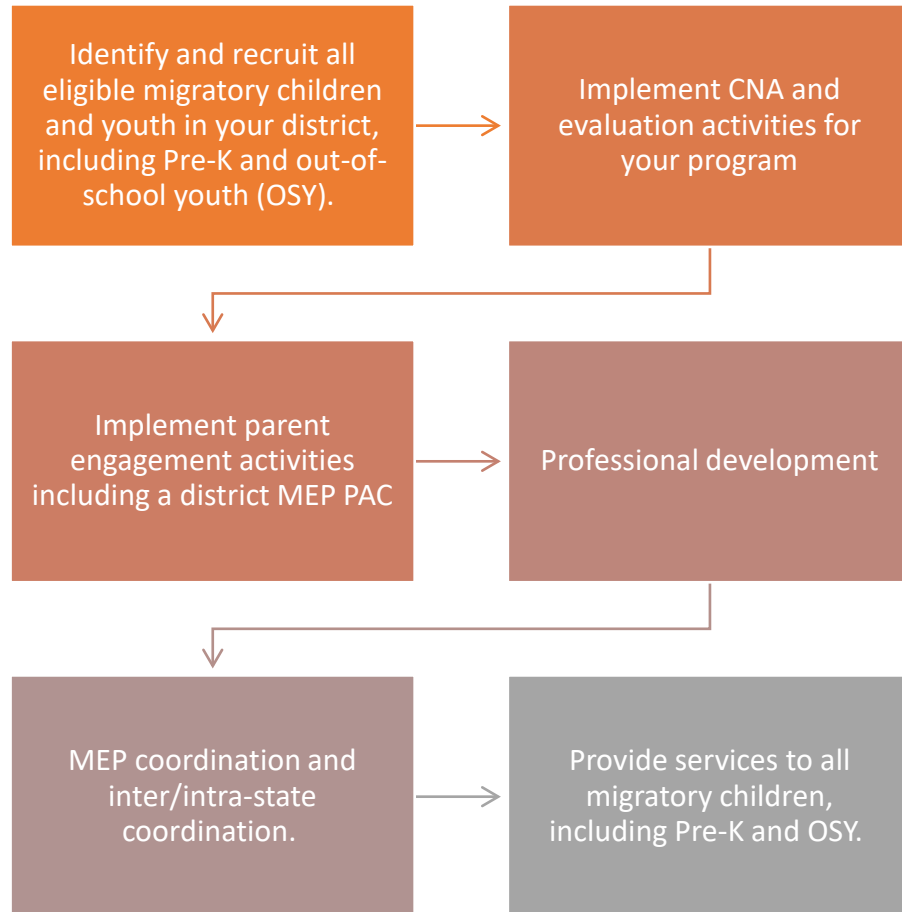 Identify and recruit all
eligible migratory children
and youth in your district,
including Pre-K and out-of-
school youth (OSY).
Implement CNA and
evaluation activities for
your program
Implement parent
engagement activities
including a district MEP PAC
Professional development
MEP coordination and
inter/intra-state
coordination.
Provide services to all
migratory children,
including Pre-K and OSY.